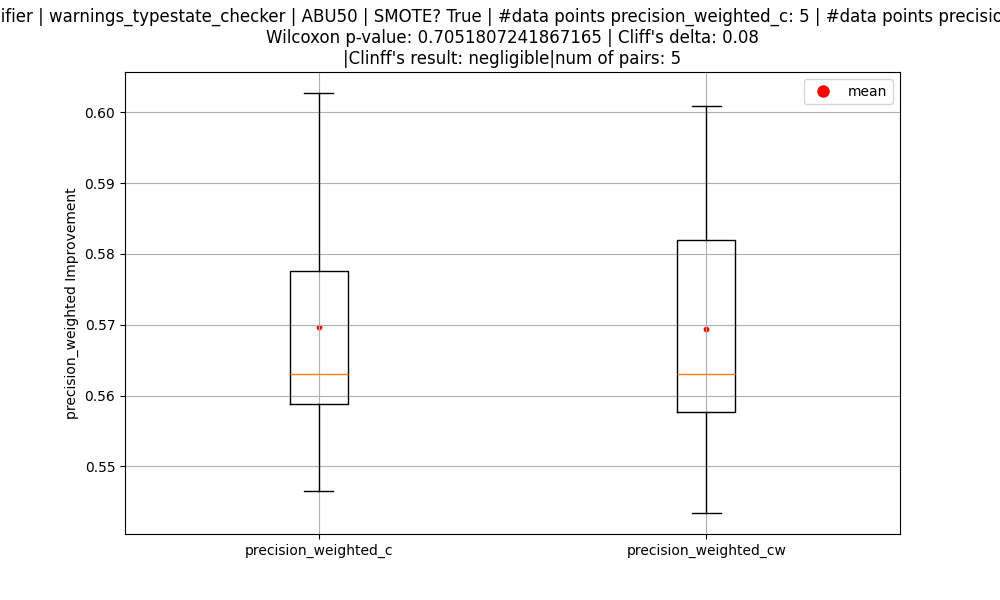 ifier | warnings_typestate_checker | ABU50 | SMOTE? True | #data points precision_weighted_c: 5 | #data points precisio
Wilcoxon p-value: 0.7051807241867165 | Cliff's delta: 0.08
|Clinff's result: negligible|num of pairs: 5
mean
0.60
0.59
0.58
0.57
0.56
0.55
precision_weighted Improvement
precision_weighted_c
precision_weighted_cw